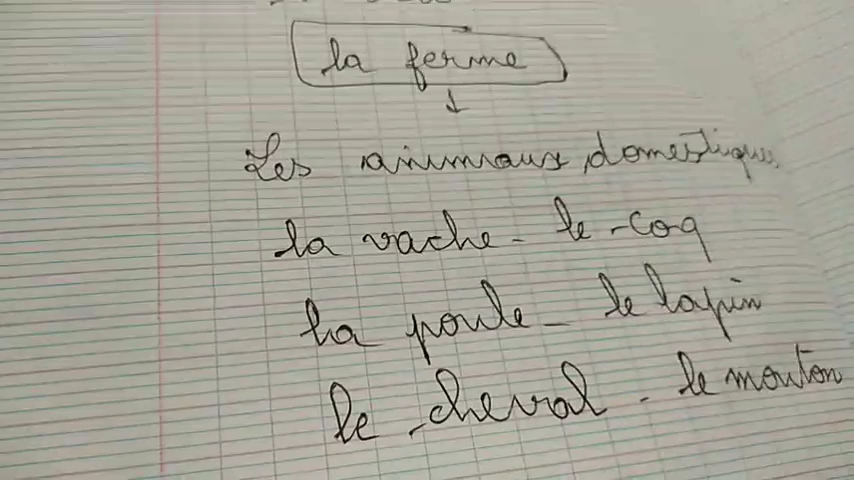 la ferme
Les animaux domestiques
la vache - le coq
la poule - le lapin
le cheval - le mouton